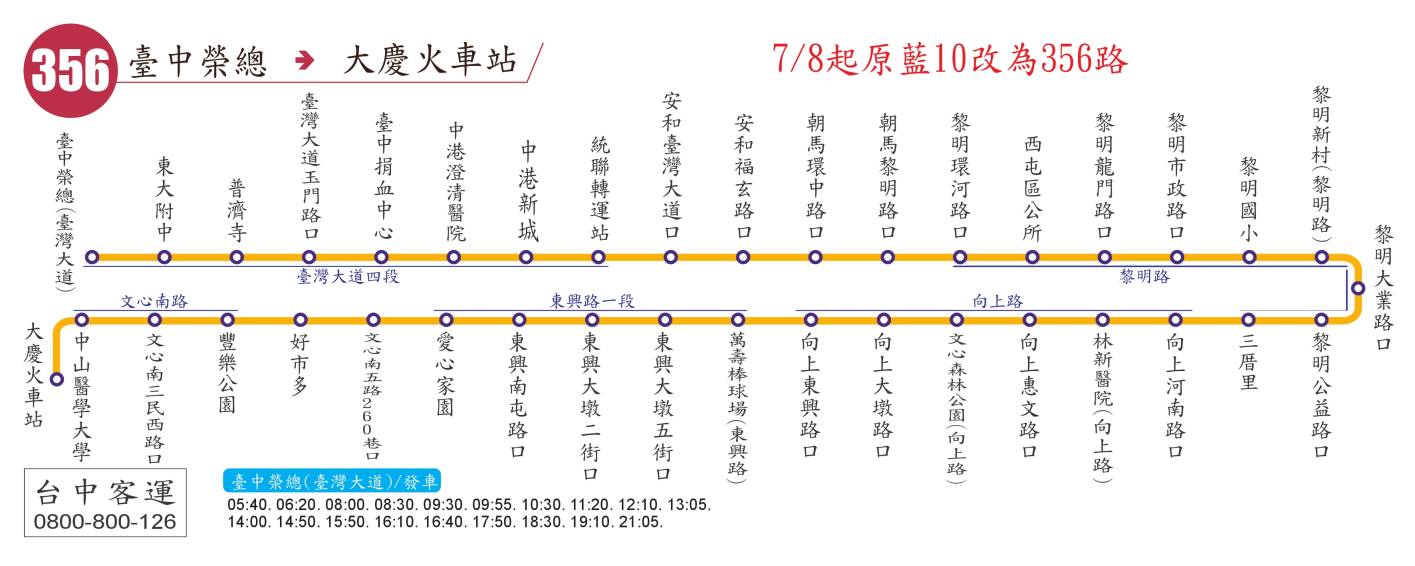 356 臺中榮總 → 大慶火車站
7/8起原藍10改為356路
臺中榮總(臺灣大道)
東大附中
普濟寺
臺灣大道玉門路口
臺中捐血中心
中港澄清醫院
中港新城
統聯轉運站
安和臺灣大道口
安和福玄路口
朝馬環中路口
朝馬黎明路口
黎明環河路口
西屯區公所
黎明龍門路口
黎明市政路口
黎明國小
黎明新村(黎明路)
黎明大業路口
臺灣大道四段
黎明路
文心南路
東興路一段
向上路
大慶火車站
中山醫學大學
文心南三民西路口
豐樂公園
好市多
文心南五路260巷口
愛心家園
東興南屯路口
東興大墩二街口
東興大墩五街口
萬壽棒球場(東興路)
向上東興路口
向上大墩路口
文心森林公園(向上路)
向上惠文路口
林新醫院(向上路)
向上河南路口
三厝里
黎明公益路口
台中客運
0800-800-126
臺中榮總(臺灣大道)/發車
05:40. 06:20. 08:00. 08:30. 09:30. 09:55. 10:30. 11:20. 12:10. 13:05.
14:00. 14:50. 15:50. 16:10. 16:40. 17:50. 18:30. 19:10. 21:05.